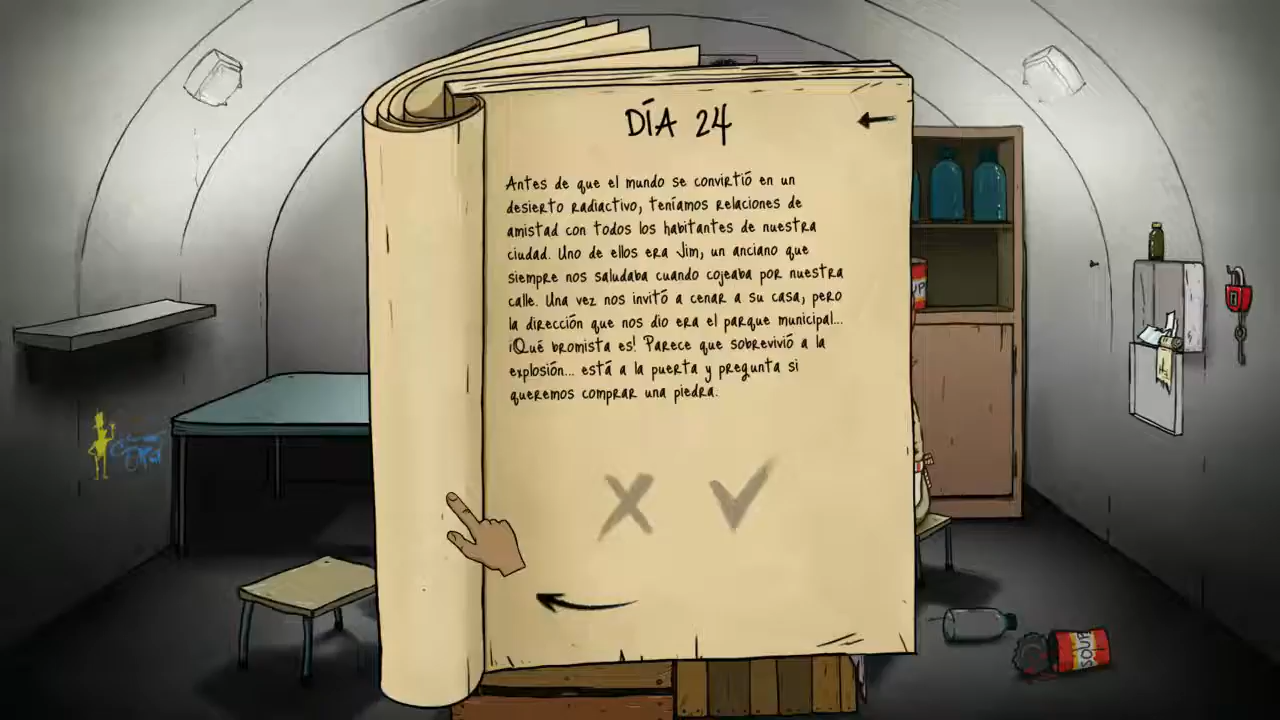 DÍA 24
Antes de que el mundo se convirtió en un
desierto radiactivo, teníamos relaciones de
amistad con todos los habitantes de nuestra
ciudad. Uno de ellos era Jim, un anciano que
siempre nos saludaba cuando cojeaba por nuestra
calle. Una vez nos invitó a cenar a su casa, pero
la dirección que nos dio era el parque municipal...
¡Qué bromista es! Parece que sobrevivió a la
explosión... está a la puerta y pregunta si
queremos comprar una piedra.
UP
SOUP